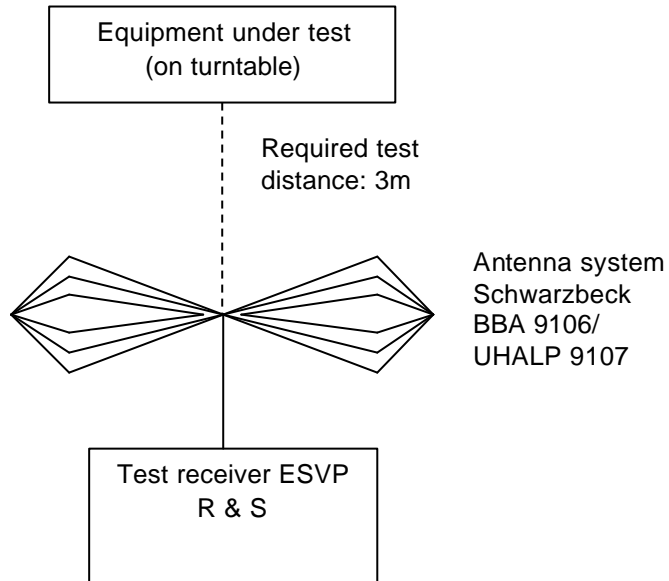 Equipment under test
(on turntable)
Required test
distance: 3m
Antenna system
Schwarzbeck
BBA 9106/
UHALP 9107
Test receiver ESVP
R & S